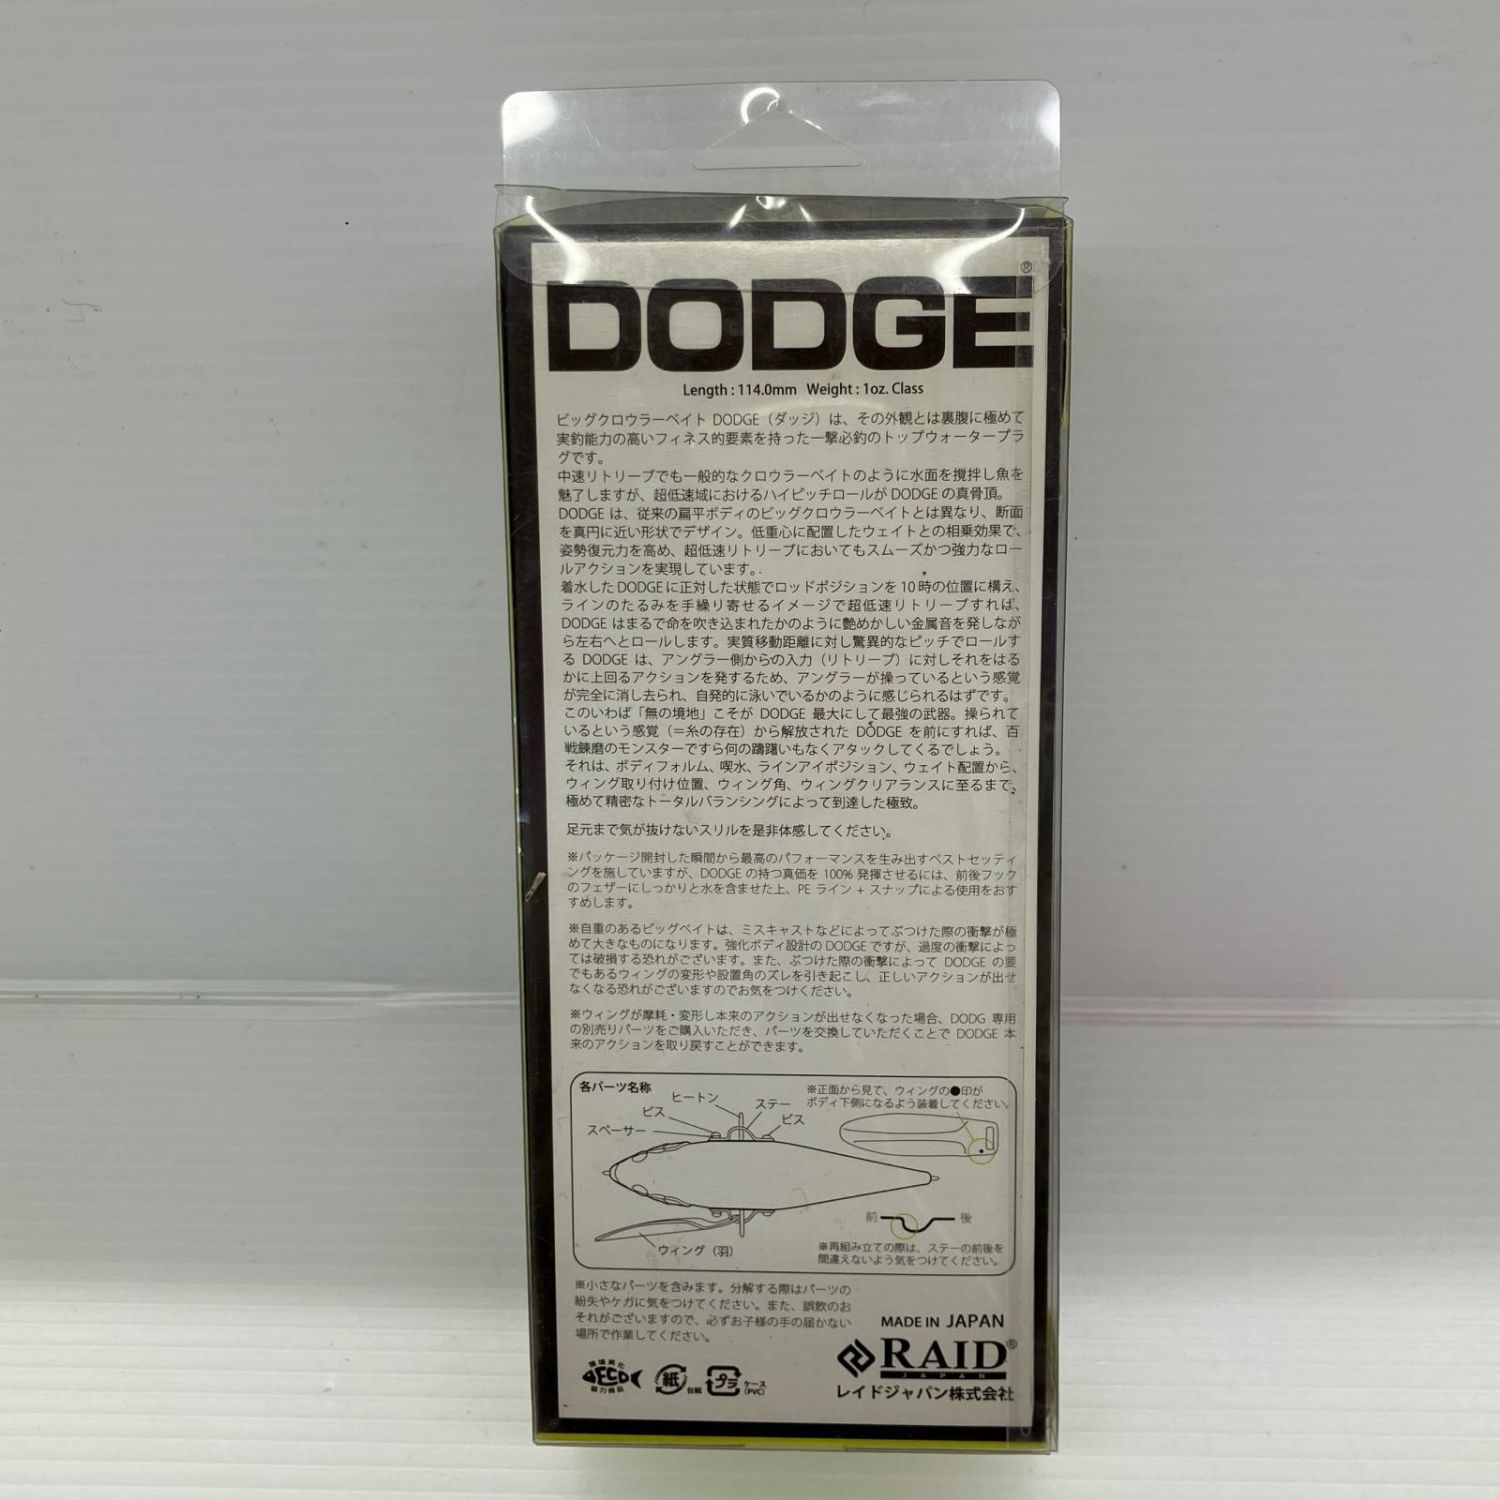 DODGE®
Length : 114.0mm Weight : 1oz. Class
ビッグクロウラーベイト DODGE（ダッジ）は、その外観とは裏腹に極めて
実釣能力の高いフィネス的要素を持った一撃必釣のトップウォータープラ
グです。
中速リトリーブでも一般的なクロウラーベイトのように水面を撹拌し魚を
魅了しますが、超低速域におけるハイピッチロールが DODGE の真骨頂。
DODGE は、従来の扁平ボディのビッグクロウラーベイトとは異なり、断面
を真円に近い形状でデザイン。低重心に配置したウェイトとの相乗効果で、
姿勢復元力を高め、超低速リトリーブにおいてもスムーズかつ強力なロー
ルアクションを実現しています。
着水した DODGE に正対した状態でロッドポジションを 10 時の位置に構え、
ラインのたるみを手繰り寄せるイメージで超低速リトリーブすれば、
DODGE はまるで命を吹き込まれたかのように艶めかしい金属音を発しなが
ら左右へとロールします。実質移動距離に対し驚異的なピッチでロールす
る DODGE は、アングラー側からの入力（リトリーブ）に対しそれをはる
かに上回るアクションを発するため、アングラーが操っているという感覚
が完全に消し去られ、自発的に泳いでいるかのように感じられるはずです。
このいわば「無の境地」こそが DODGE 最大にして最強の武器。操られて
いるという感覚（＝糸の存在）から解放された DODGE を前にすれば、百
戦錬磨のモンスターですら何の躊躇いもなくアタックしてくるでしょう。
それは、ボディフォルム、喫水、ラインアイポジション、ウェイト配置から、
ウィング取り付け位置、ウィング角、ウィングクリアランスに至るまで、
極めて精密なトータルバランシングによって到達した極致。
足元まで気が抜けないスリルを是非体感してください。
※パッケージ開封した瞬間から最高のパフォーマンスを生み出すベストセッティ
ングを施していますが、DODGE の持つ真価を 100% 発揮させるには、前後フック
のフェザーにしっかりと水を含ませた上、PE ライン + スナップによる使用をおす
すめします。
※自重のあるビッグベイトは、ミスキャストなどによってぶつけた際の衝撃が極
めて大きなものになります。強化ボディ設計の DODGE ですが、過度の衝撃によっ
ては破損する恐れがございます。また、ぶつけた際の衝撃によって DODGE の要
でもあるウィングの変形や設置角のズレを引き起こし、正しいアクションが出せ
なくなる恐れがございますのでお気をつけください。
※ウィングが摩耗・変形し本来のアクションが出せなくなった場合、DODG 専用
の別売りパーツをご購入いただき、パーツを交換していただくことで DODGE 本
来のアクションを取り戻すことができます。
各パーツ名称
ヒートン
ステー
ビス
ビス
スペーサー
※正面から見て、ウィングの●印が
ボディ下側になるよう装着してください。
前 後
ウィング（羽）
※再組み立ての際は、ステーの前後を
間違えないよう気をつけてください。
※小さなパーツを含みます。分解する際はパーツの
紛失やケガに気をつけてください。また、誤飲のお
それがございますので、必ずお子様の手の届かない
場所で作業してください。
MADE IN JAPAN
RAID®
JAPAN
レイドジャパン株式会社
環境美化
ECO
協力商品
紙 台紙
プラ ケース
(PVC)